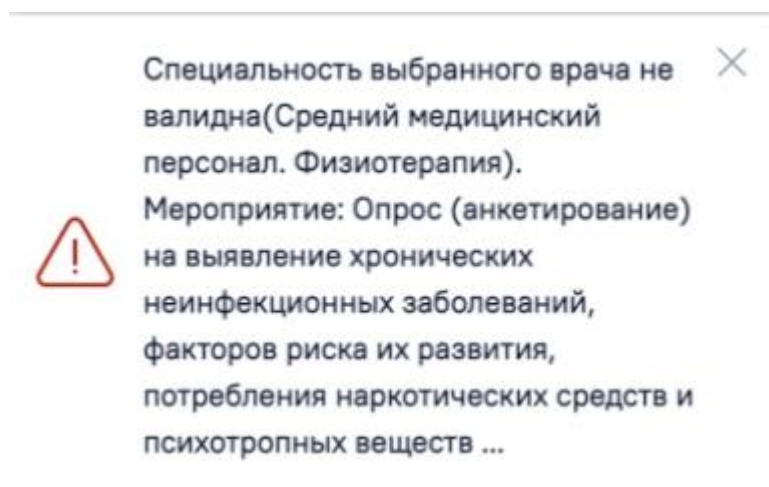 Специальность выбранного врача не
валидна(Средний медицинский
персонал. Физиотерапия).
Мероприятие: Опрос (анкетирование)
на выявление хронических
неинфекционных заболеваний,
факторов риска их развития,
потребления наркотических средств и
психотропных веществ ...